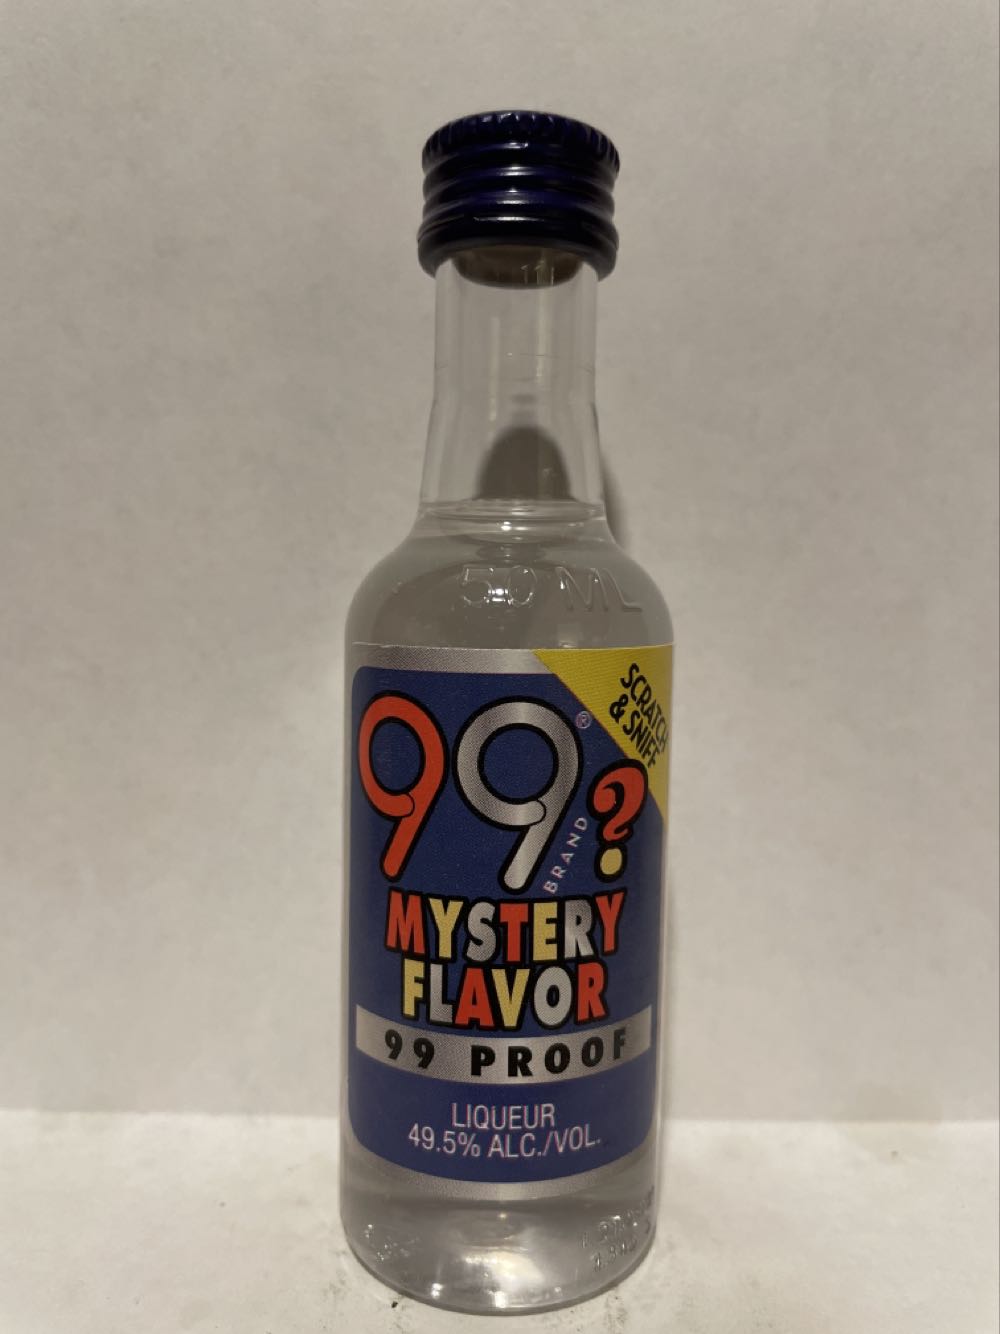 50 ML
SCRATCH
& SNIFF
99®
BRAND
?
MYSTERY
FLAVOR
99 PROOF
LIQUEUR
49.5% ALC./VOL.